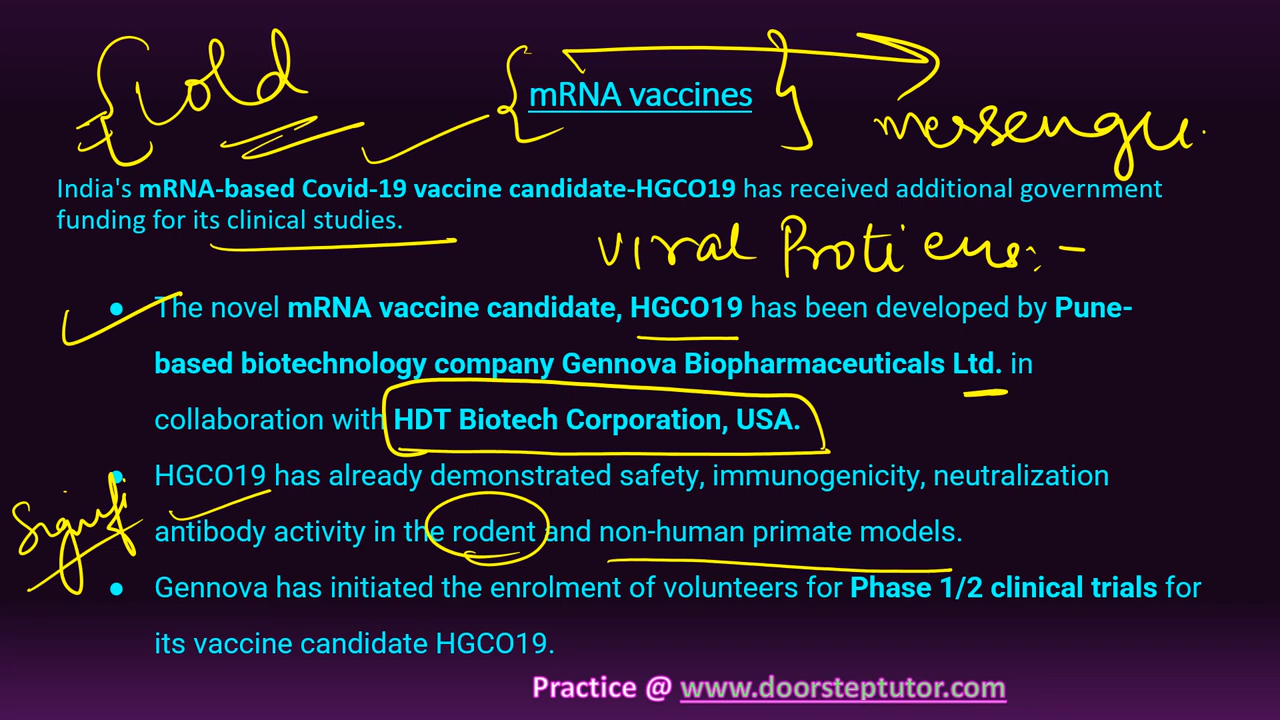 Cold
mRNA vaccines
messenger
India's mRNA-based Covid-19 vaccine candidate-HGCO19 has received additional government
funding for its clinical studies.
Viral Protiens:-
● The novel mRNA vaccine candidate, HGCO19 has been developed by Pune-
based biotechnology company Gennova Biopharmaceuticals Ltd. in
collaboration with HDT Biotech Corporation, USA.
● HGCO19 has already demonstrated safety, immunogenicity, neutralization
Signifi
antibody activity in the rodent and non-human primate models.
● Gennova has initiated the enrolment of volunteers for Phase 1/2 clinical trials for
its vaccine candidate HGCO19.
Practice @ www.doorsteptutor.com